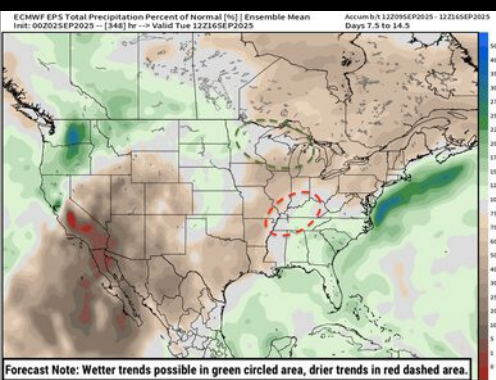 ECMWF EPS Total Precipitation Percent of Normal [%] | Ensemble Mean
Init: 00Z02SEP2025 -- [348] hr --> Valid Tue 12Z16SEP2025
Accum b/t 12Z09SEP2025 - 12Z16SEP2025
Days 7.5 to 14.5
Forecast Note: Wetter trends possible in green circled area, drier trends in red dashed area.